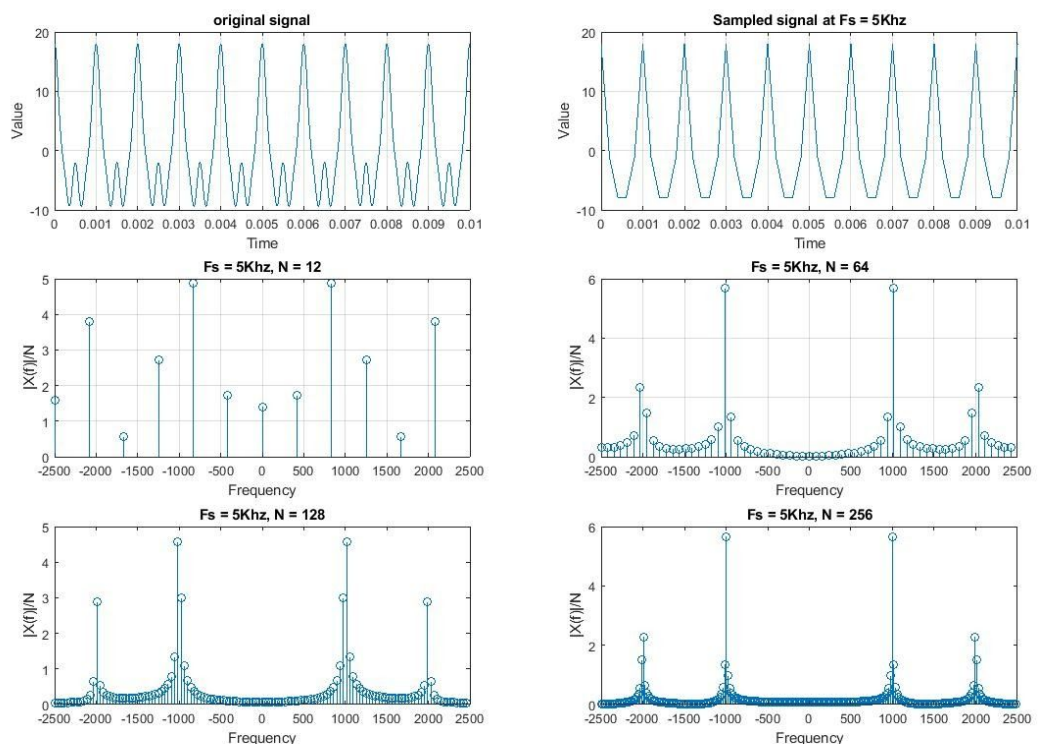 original signal
20
10
0
-10
Value
0.001 0.002 0.003 0.004 0.005 0.006 0.007 0.008 0.009 0.01
Time
Sampled signal at Fs = 5Khz
20
10
0
-10
Value
0 0.001 0.002 0.003 0.004 0.005 0.006 0.007 0.008 0.009 0.01
Time
Fs = 5Khz, N = 12
5
4
3
2
1
0
|X(f)|/N
-2500 -2000 -1500 -1000 -500 0 500 1000 1500 2000 2500
Frequency
Fs = 5Khz, N = 64
6
4
2
0
|X(f)|/N
-2500 -2000 -1500 -1000 -500 0 500 1000 1500 2000 2500
Frequency
Fs = 5Khz, N = 128
5
4
3
2
1
0
|X(f)|/N
-2500 -2000 -1500 -1000 -500 0 500 1000 1500 2000 2500
Frequency
Fs = 5Khz, N = 256
6
4
2
0
|X(f)|/N
-2500 -2000 -1500 -1000 -500 0 500 1000 1500 2000 2500
Frequency